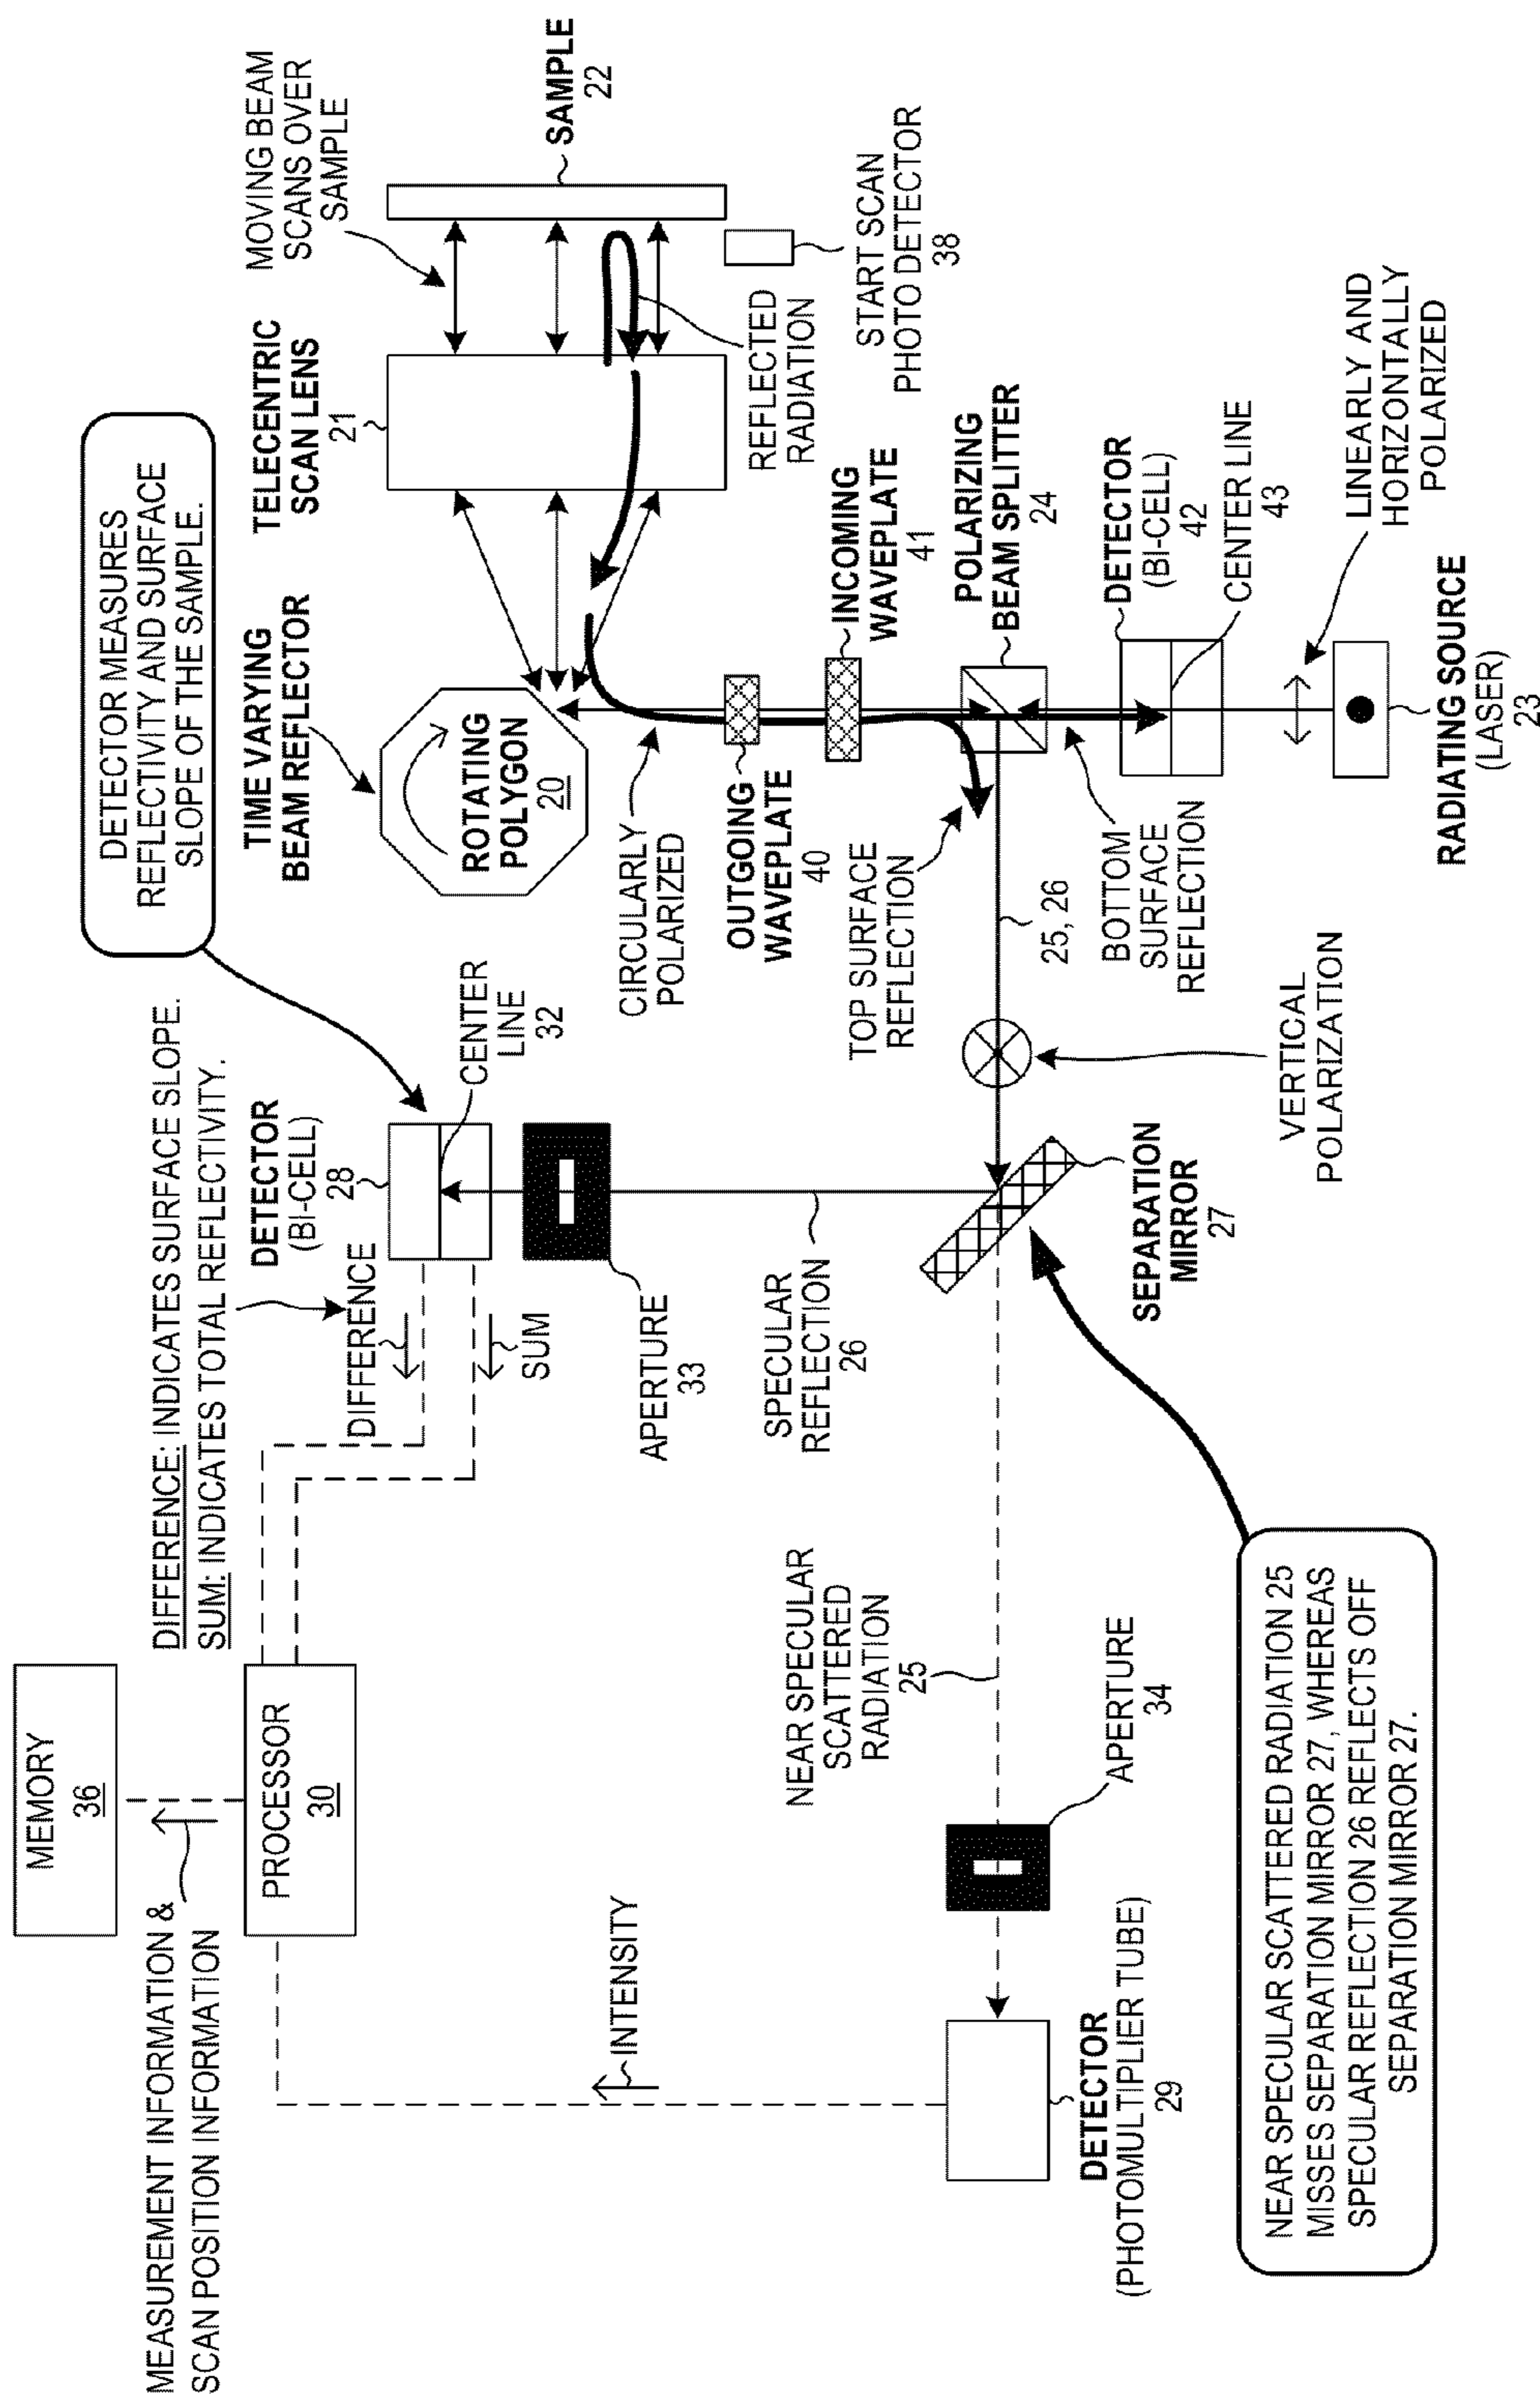 MEMORY
36
MEASUREMENT INFORMATION &
SCAN POSITION INFORMATION
PROCESSOR
30
DIFFERENCE: INDICATES SURFACE SLOPE.
SUM: INDICATES TOTAL REFLECTIVITY.
DETECTOR MEASURES
REFLECTIVITY AND SURFACE
SLOPE OF THE SAMPLE.
DETECTOR
(BI-CELL)
28
DIFFERENCE
SUM
CENTER
LINE
32
APERTURE
33
TIME VARYING
BEAM REFLECTOR
ROTATING
POLYGON
20
TELECENTRIC
SCAN LENS
21
MOVING BEAM
SCANS OVER
SAMPLE
SAMPLE
22
REFLECTED
RADIATION
START SCAN
PHOTO DETECTOR
38
CIRCULARLY
POLARIZED
OUTGOING
WAVEPLATE
40
INCOMING
WAVEPLATE
41
TOP SURFACE
REFLECTION
POLARIZING
BEAM SPLITTER
24
25, 26
BOTTOM
SURFACE
REFLECTION
DETECTOR
(BI-CELL)
42
CENTER LINE
43
LINEARLY AND
HORIZONTALLY
POLARIZED
RADIATING SOURCE
(LASER)
23
VERTICAL
POLARIZATION
SPECULAR
REFLECTION
26
SEPARATION
MIRROR
27
NEAR SPECULAR
SCATTERED
RADIATION
25
APERTURE
34
INTENSITY
DETECTOR
(PHOTOMULTIPLIER TUBE)
29
NEAR SPECULAR SCATTERED RADIATION 25
MISSES SEPARATION MIRROR 27, WHEREAS
SPECULAR REFLECTION 26 REFLECTS OFF
SEPARATION MIRROR 27.